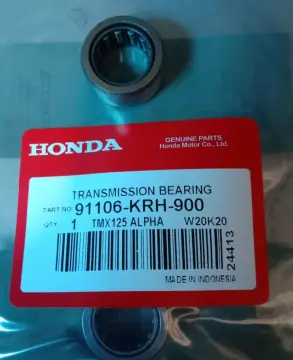 GENUINE PARTS
Honda Motor Co., Ltd.
HONDA
TRANSMISSION BEARING
PART NO. 91106-KRH-900
QTY 1 TMX125 ALPHA W20K20
24413
MADE IN INDONESIA